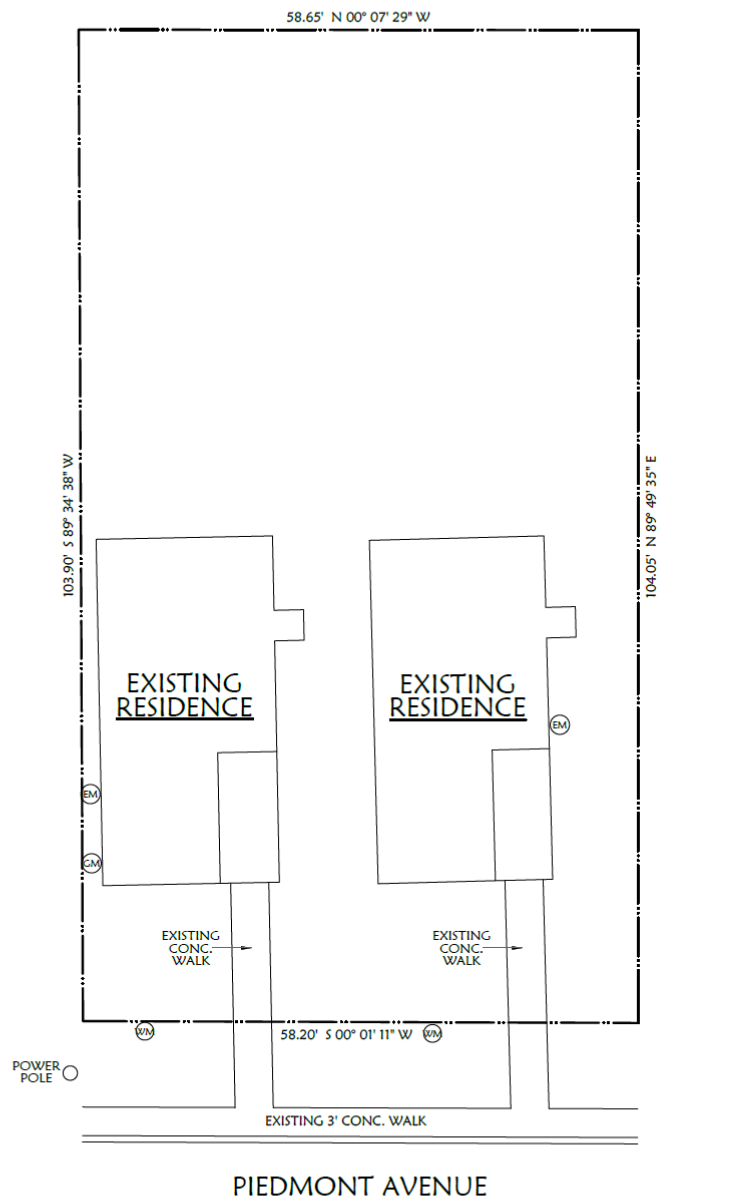 58.65' N 00° 07' 29" W
103.90' S 89° 34' 38" W
104.05' N 89° 49' 35" E
EXISTING
RESIDENCE
EXISTING
RESIDENCE
EM
EM
GM
EXISTING
CONC.
WALK
EXISTING
CONC.
WALK
WM
58.20' S 00° 01' 11" W
WM
POWER
POLE
EXISTING 3' CONC. WALK
PIEDMONT AVENUE